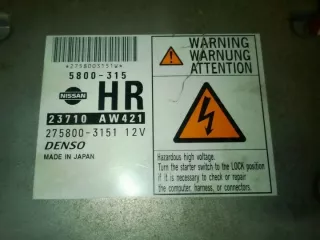 *2758003151W*
5800-315
NISSAN
HR
23710 AW421
275800-3151 12V
DENSO
MADE IN JAPAN
WARNING
WARNUNG
ATTENTION
Hazardous high voltage.
Turn the starter switch to the LOCK position
if it is necessary to check or repair
the computer, harness, or connectors.